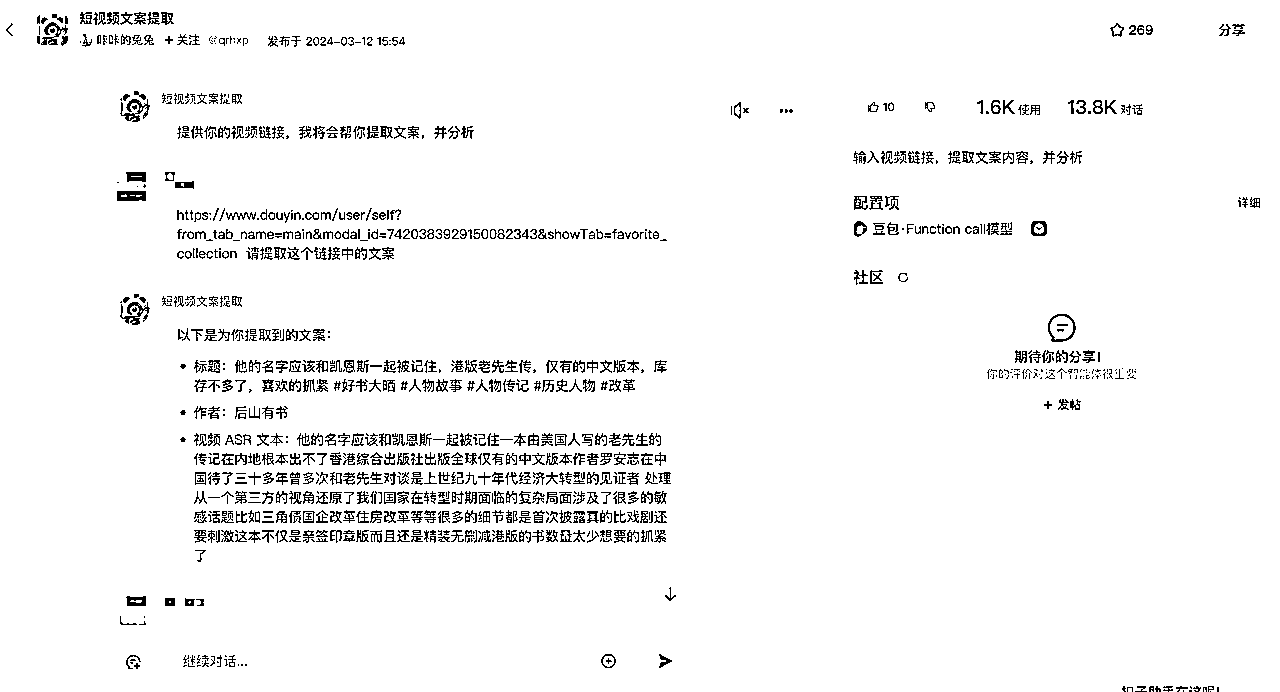 短视频文案提取
咔咔的兔兔 + 关注 @qrhxp 发布于 2024-03-12 15:54
269
分享
短视频文案提取
提供你的视频链接，我将会帮你提取文案，并分析
https://www.douyin.com/user/self?
from_tab_name=main&modal_id=7420383929150082343&showTab=favorite_
collection 请提取这个链接中的文案
短视频文案提取
以下是为你提取到的文案：
• 标题：他的名字应该和凯恩斯一起被记住，港版老先生传，仅有的中文版本，库
存不多了，喜欢的抓紧 #好书大晒 #人物故事 #人物传记 #历史人物 #改革
• 作者：后山有书
• 视频 ASR 文本：他的名字应该和凯恩斯一起被记住一本由美国人写的老先生的
传记在内地根本出不了香港综合出版社出版全球仅有的中文版本作者罗安志在中
国待了三十多年曾多次和老先生对谈是上世纪九十年代经济大转型的见证者 处理
从一个第三方的视角还原了我们国家在转型时期面临的复杂局面涉及了很多的敏
感话题比如三角债国企改革住房改革等等很多的细节都是首次披露真的比戏剧还
要刺激这本不仅是亲签印章版而且还是精装无删减港版的书数量太少想要的抓紧
了
继续对话...
10
1.6K 使用
13.8K 对话
输入视频链接，提取文案内容，并分析
配置项
详细
豆包·Function call模型
社区
期待你的分享！
你的评价对这个智能体很重要
+ 发帖
扣子助手在这呢！